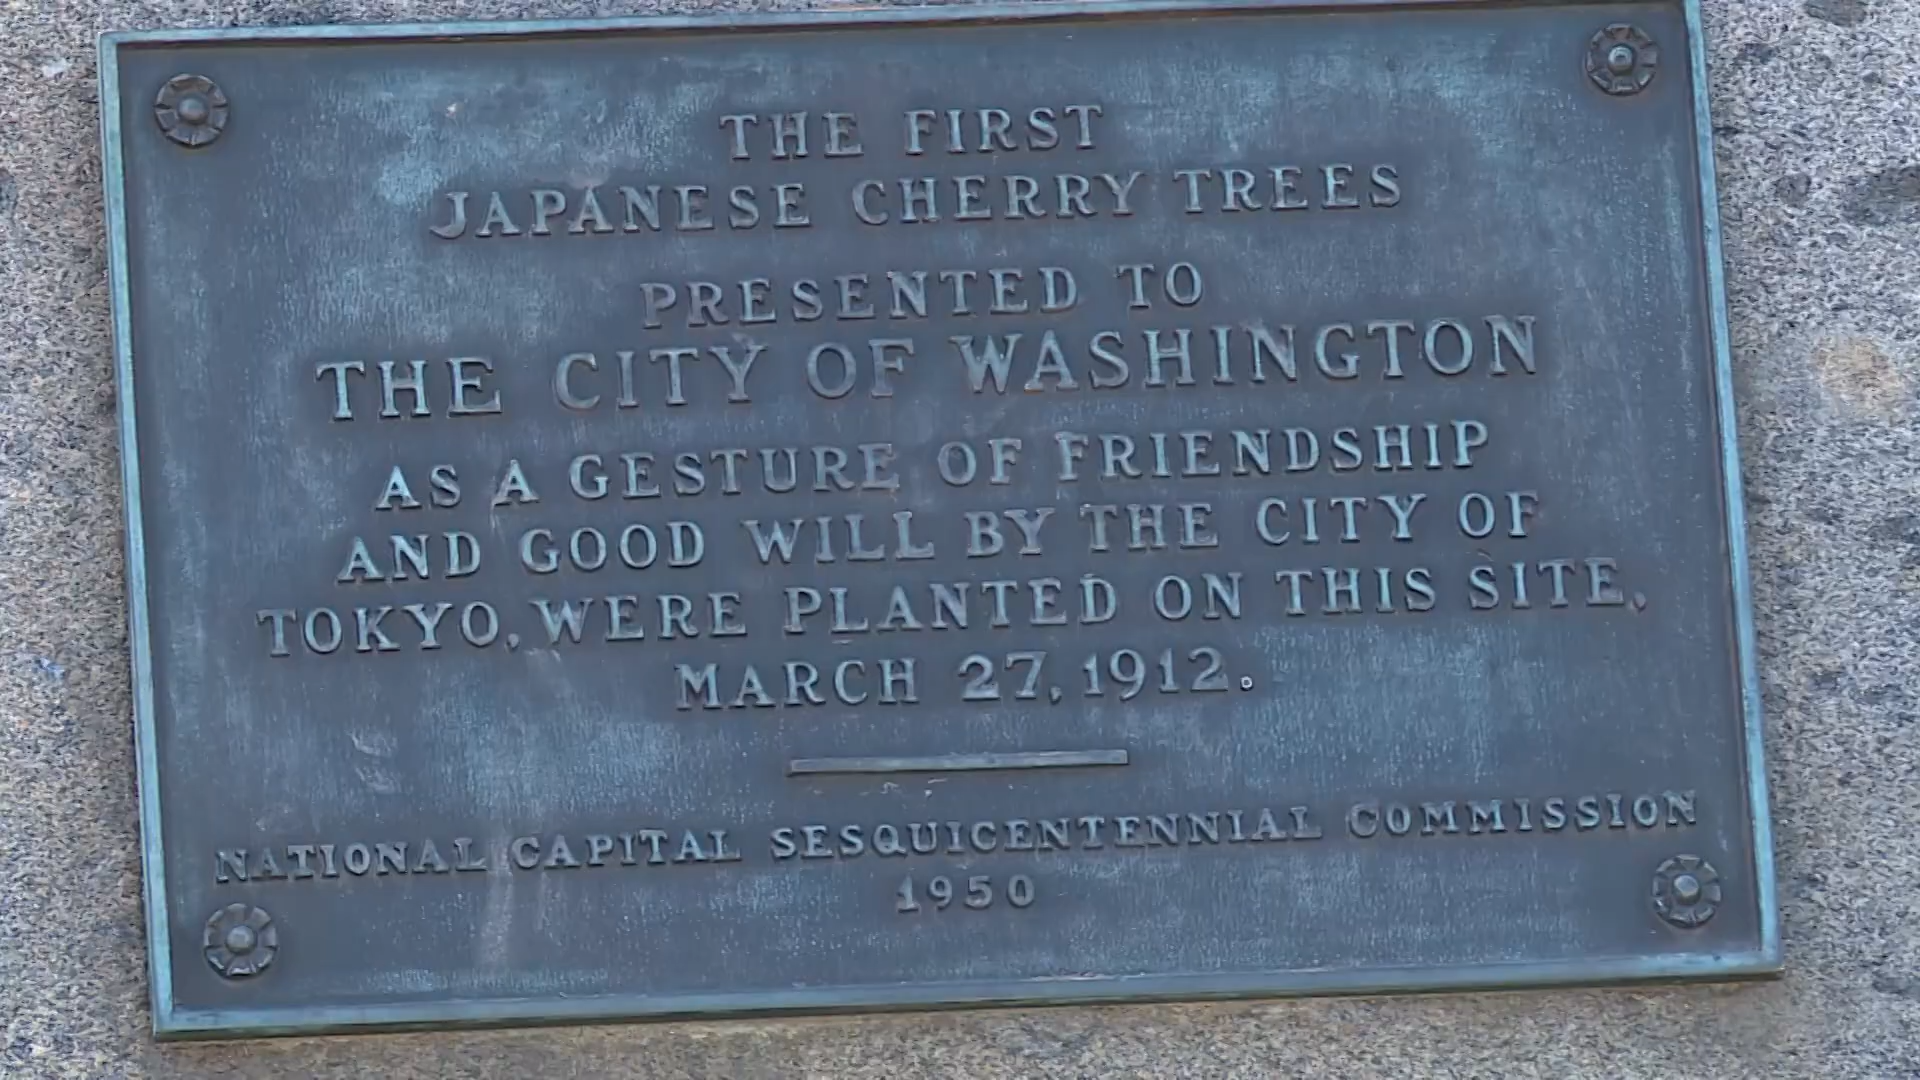 THE FIRST
JAPANESE CHERRY TREES
PRESENTED TO
THE CITY OF WASHINGTON
AS A GESTURE OF FRIENDSHIP
AND GOOD WILL BY THE CITY OF
TOKYO, WERE PLANTED ON THIS SITE,
MARCH 27, 1912.
NATIONAL CAPITAL SESQUICENTENNIAL COMMISSION
1950